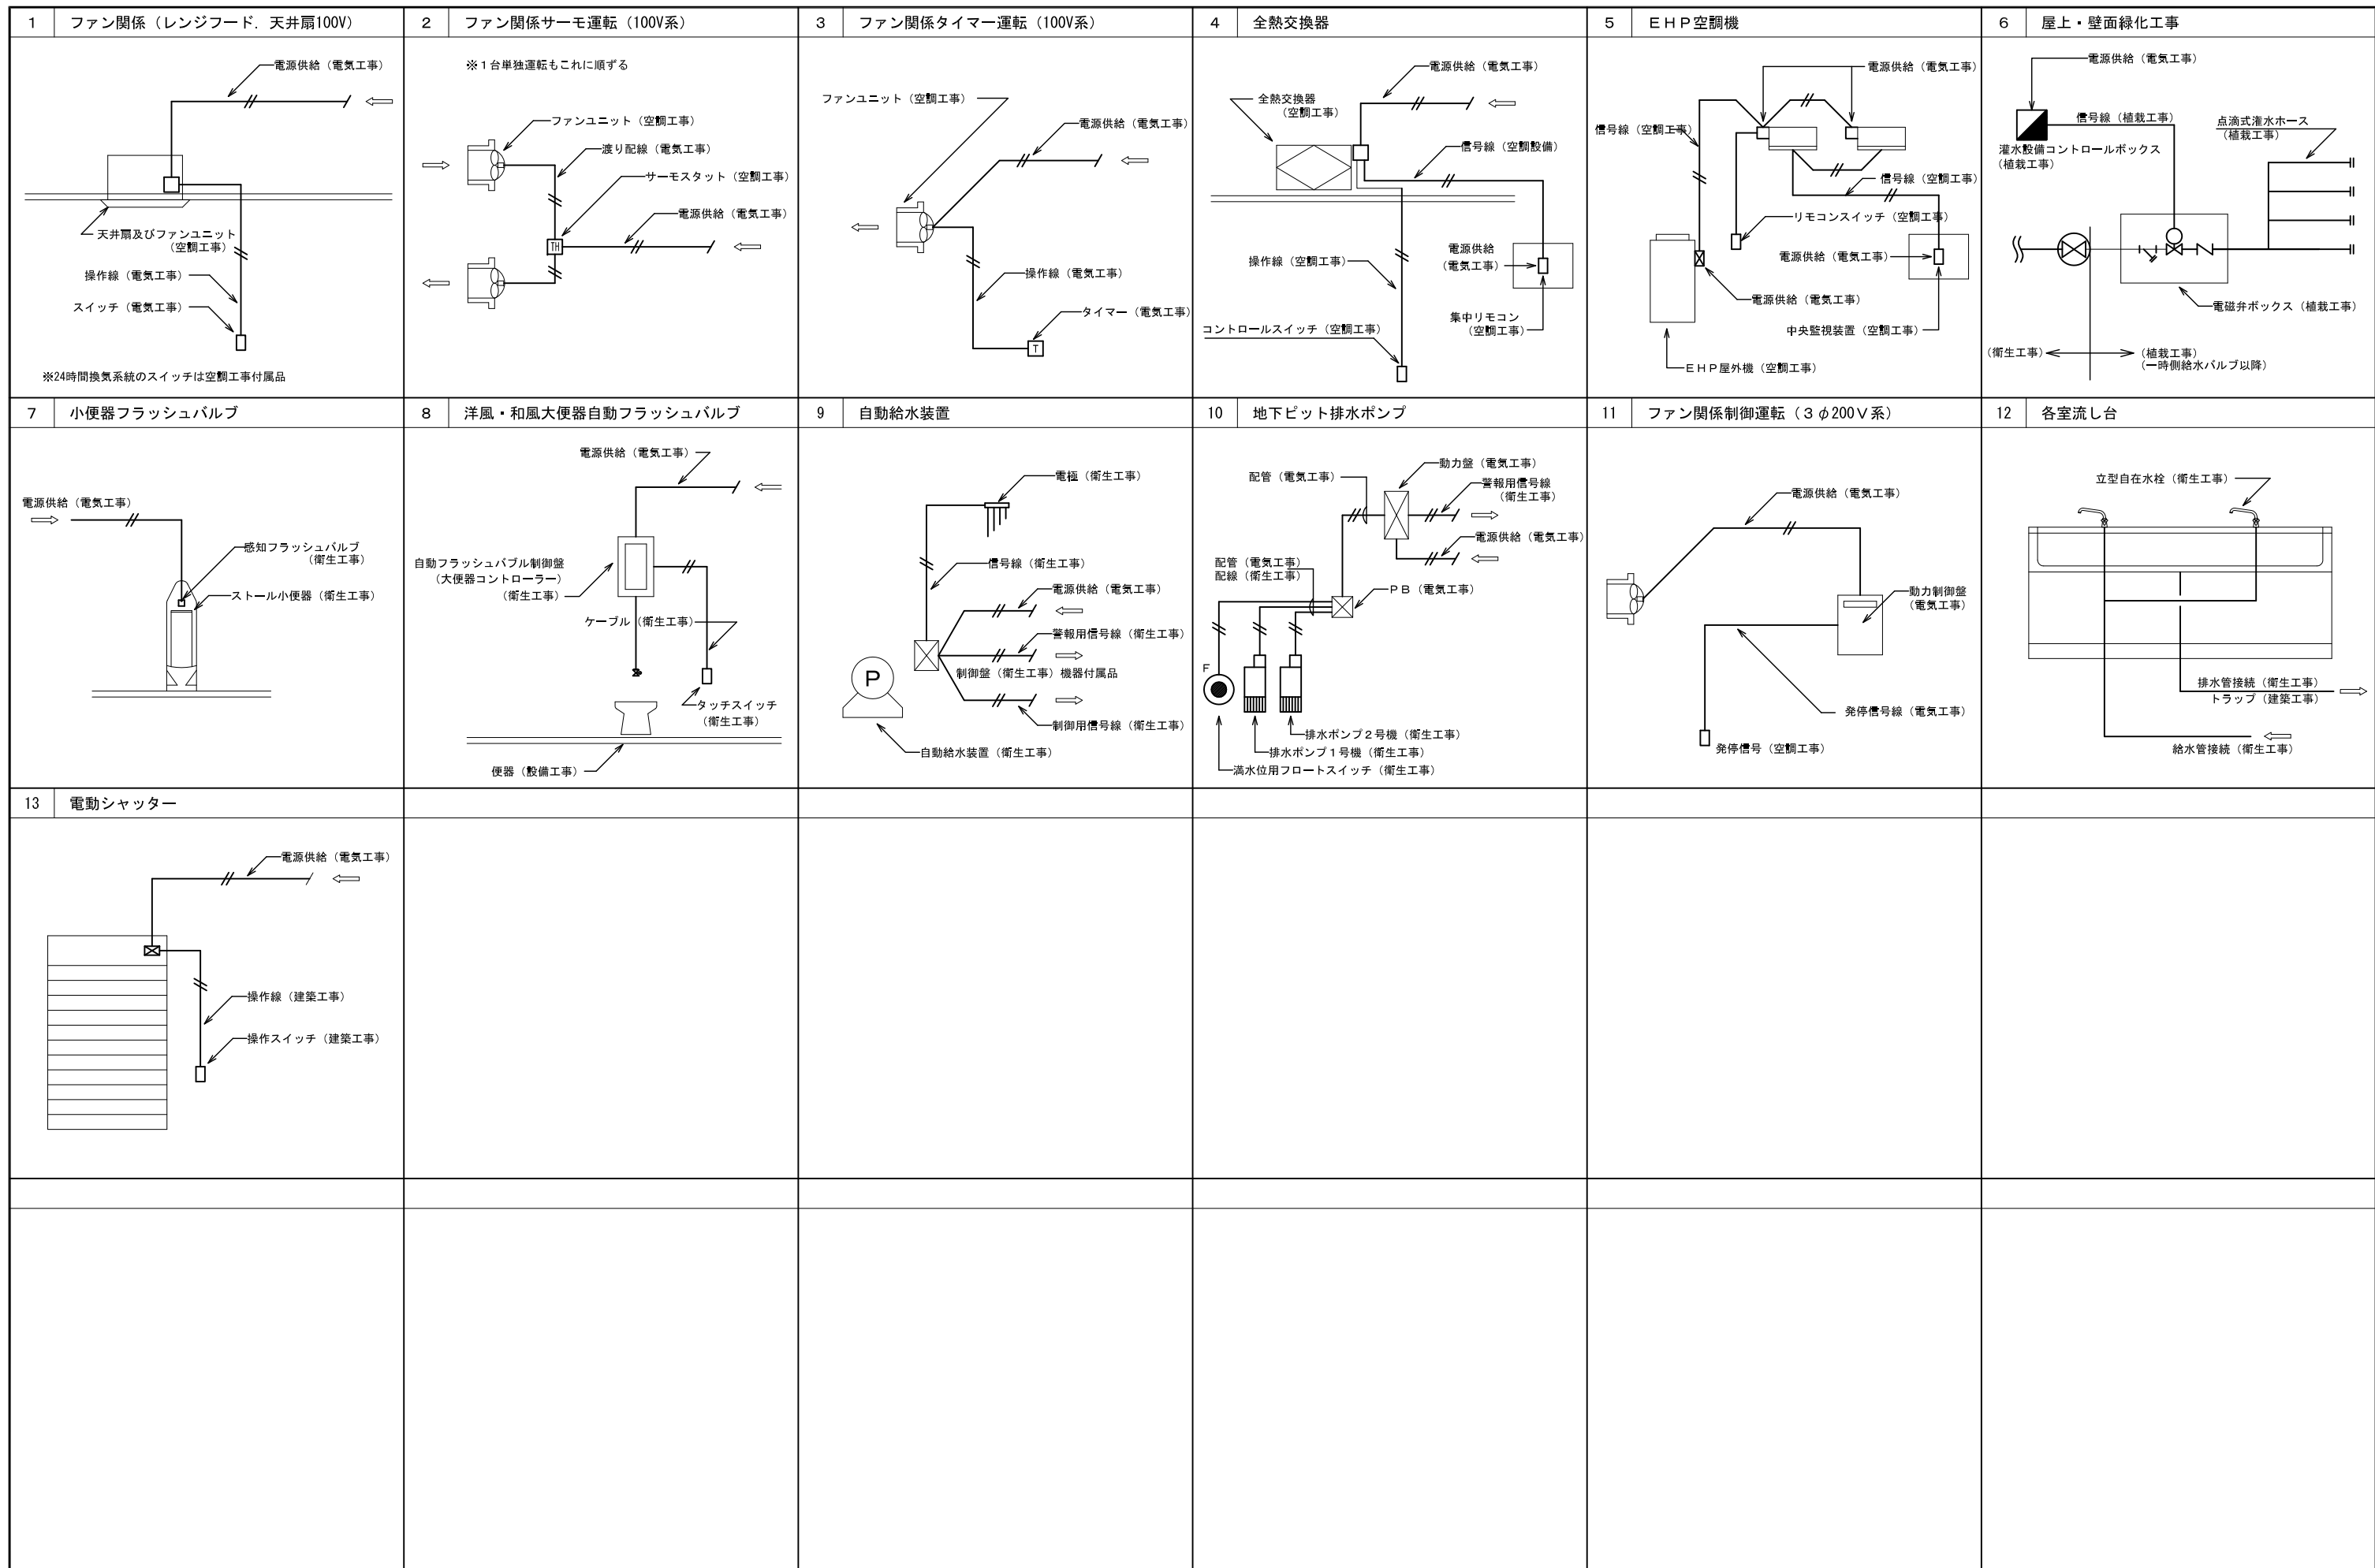 1 ファン関係（レンジフード．天井扇100V）
電源供給（電気工事）
天井扇及びファンユニット
（空調工事）
操作線（電気工事）
スイッチ（電気工事）
※24時間換気系統のスイッチは空調工事付属品
2 ファン関係サーモ運転（100V系）
※１台単独運転もこれに順ずる
ファンユニット（空調工事）
渡り配線（電気工事）
サーモスタット（空調工事）
電源供給（電気工事）
TH
3 ファン関係タイマー運転（100V系）
ファンユニット（空調工事）
電源供給（電気工事）
操作線（電気工事）
タイマー（電気工事）
T
4 全熱交換器
電源供給（電気工事）
全熱交換器
（空調工事）
信号線（空調設備）
電源供給
（電気工事）
操作線（空調工事）
集中リモコン
（空調工事）
コントロールスイッチ（空調工事）
5 ＥＨＰ空調機
電源供給（電気工事）
信号線（空調工事）
信号線（空調工事）
リモコンスイッチ（空調工事）
電源供給（電気工事）
電源供給（電気工事）
中央監視装置（空調工事）
ＥＨＰ屋外機（空調工事）
6 屋上・壁面緑化工事
電源供給（電気工事）
信号線（植栽工事）
点滴式潅水ホース
（植栽工事）
灌水設備コントロールボックス
（植栽工事）
電磁弁ボックス（植栽工事）
（衛生工事）
（植栽工事）
（一時側給水バルブ以降）
7 小便器フラッシュバルブ
電源供給（電気工事）
感知フラッシュバルブ
（衛生工事）
ストール小便器（衛生工事）
8 洋風・和風大便器自動フラッシュバルブ
電源供給（電気工事）
自動フラッシュバブル制御盤
（大便器コントローラー）
（衛生工事）
ケーブル（衛生工事）
タッチスイッチ
（衛生工事）
便器（設備工事）
9 自動給水装置
電極（衛生工事）
信号線（衛生工事）
電源供給（電気工事）
警報用信号線（衛生工事）
制御盤（衛生工事）機器付属品
P
制御用信号線（衛生工事）
自動給水装置（衛生工事）
10 地下ピット排水ポンプ
動力盤（電気工事）
配管（電気工事）
警報用信号線
（衛生工事）
電源供給（電気工事）
配管（電気工事）
配線（衛生工事）
ＰＢ（電気工事）
F
排水ポンプ２号機（衛生工事）
排水ポンプ１号機（衛生工事）
満水位用フロートスイッチ（衛生工事）
11 ファン関係制御運転（３φ200Ｖ系）
電源供給（電気工事）
動力制御盤
（電気工事）
発停信号線（電気工事）
発停信号（空調工事）
12 各室流し台
立型自在水栓（衛生工事）
排水管接続（衛生工事）
トラップ（建築工事）
給水管接続（衛生工事）
13 電動シャッター
電源供給（電気工事）
操作線（建築工事）
操作スイッチ（建築工事）